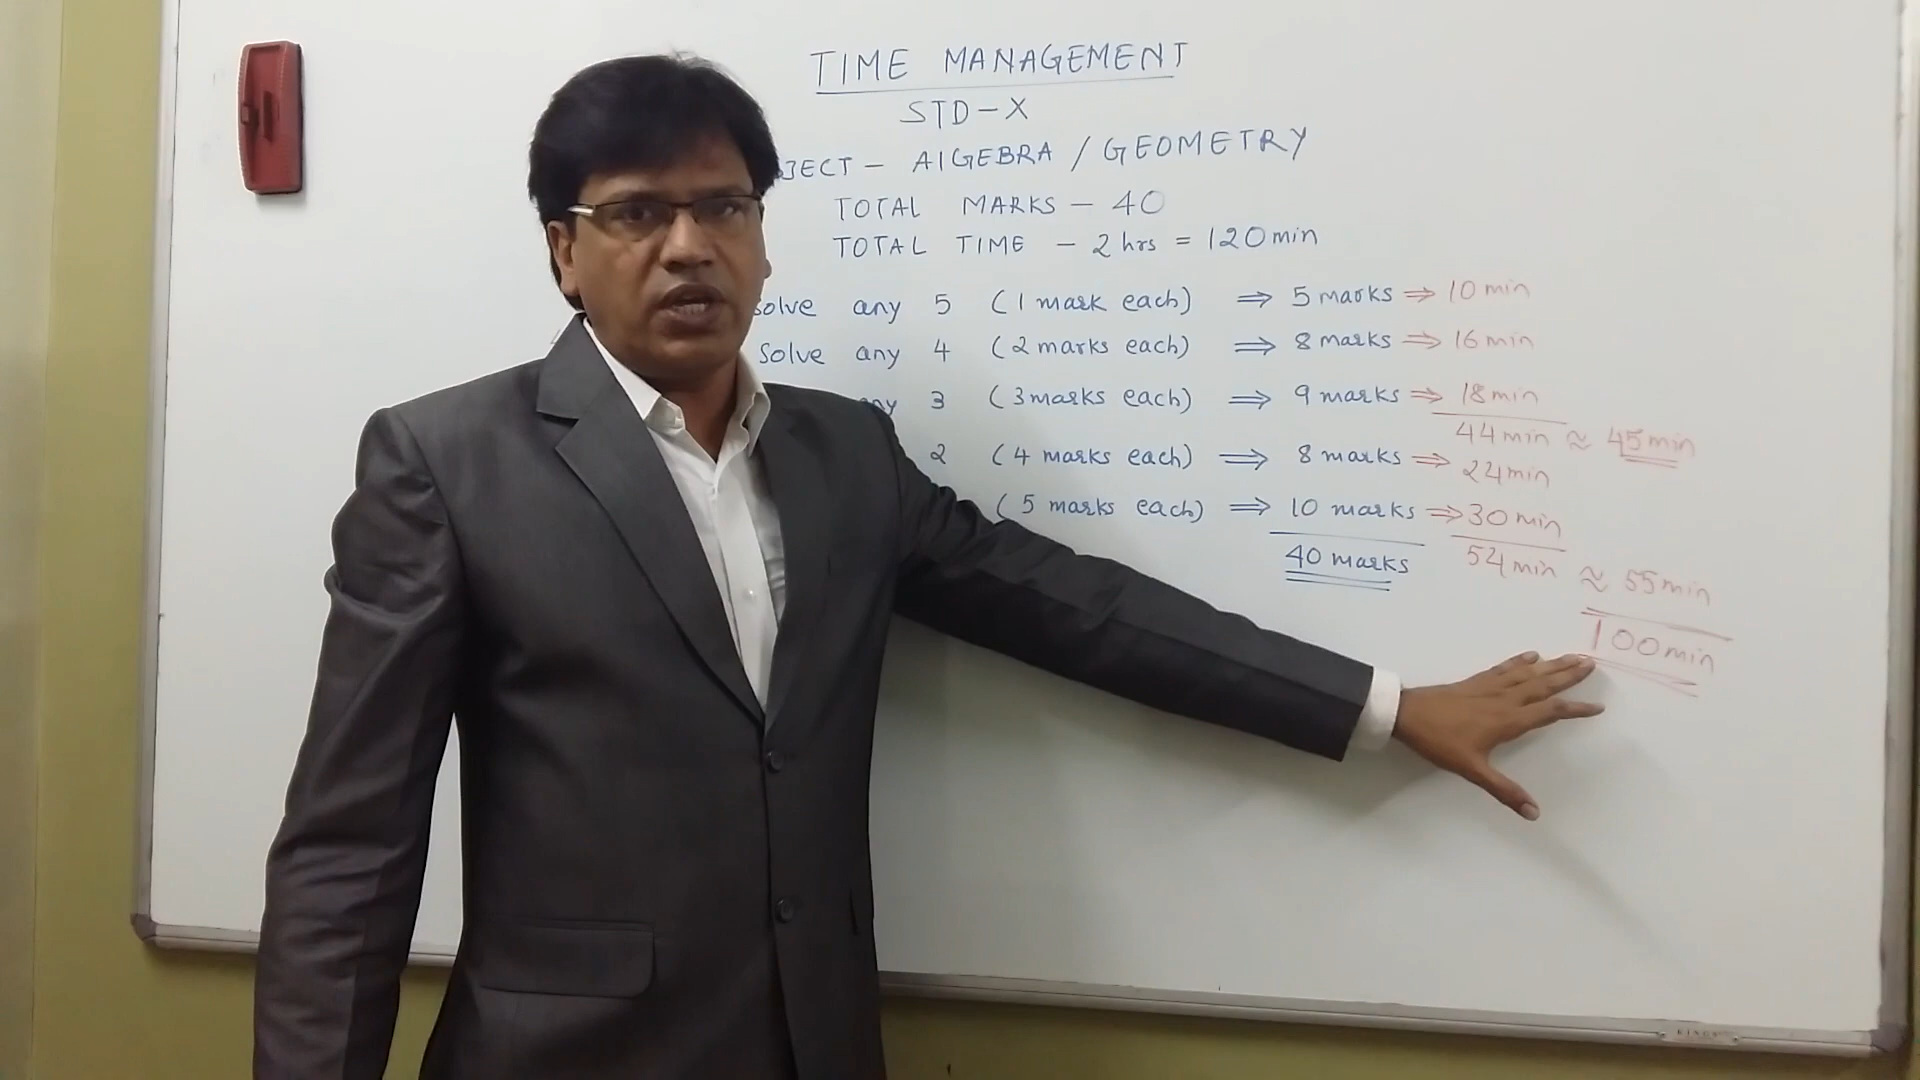 TIME MANAGEMENT
STD-X
JECT - AlGEBRA / GEOMETRY
TOTAL MARKS - 40
TOTAL TIME - 2 hrs = 120 min
solve any 5 (1 mark each) ⇒ 5 marks ⇒ 10 min
Solve any 4 (2 marks each) ⇒ 8 marks ⇒ 16 min
ny 3 (3 marks each) ⇒ 9 marks ⇒ 18 min
44 min ≈ 45 min
2 (4 marks each) ⇒ 8 marks ⇒ 24 min
(5 marks each) ⇒ 10 marks ⇒ 30 min
40 marks 54 min ≈ 55 min
100 min